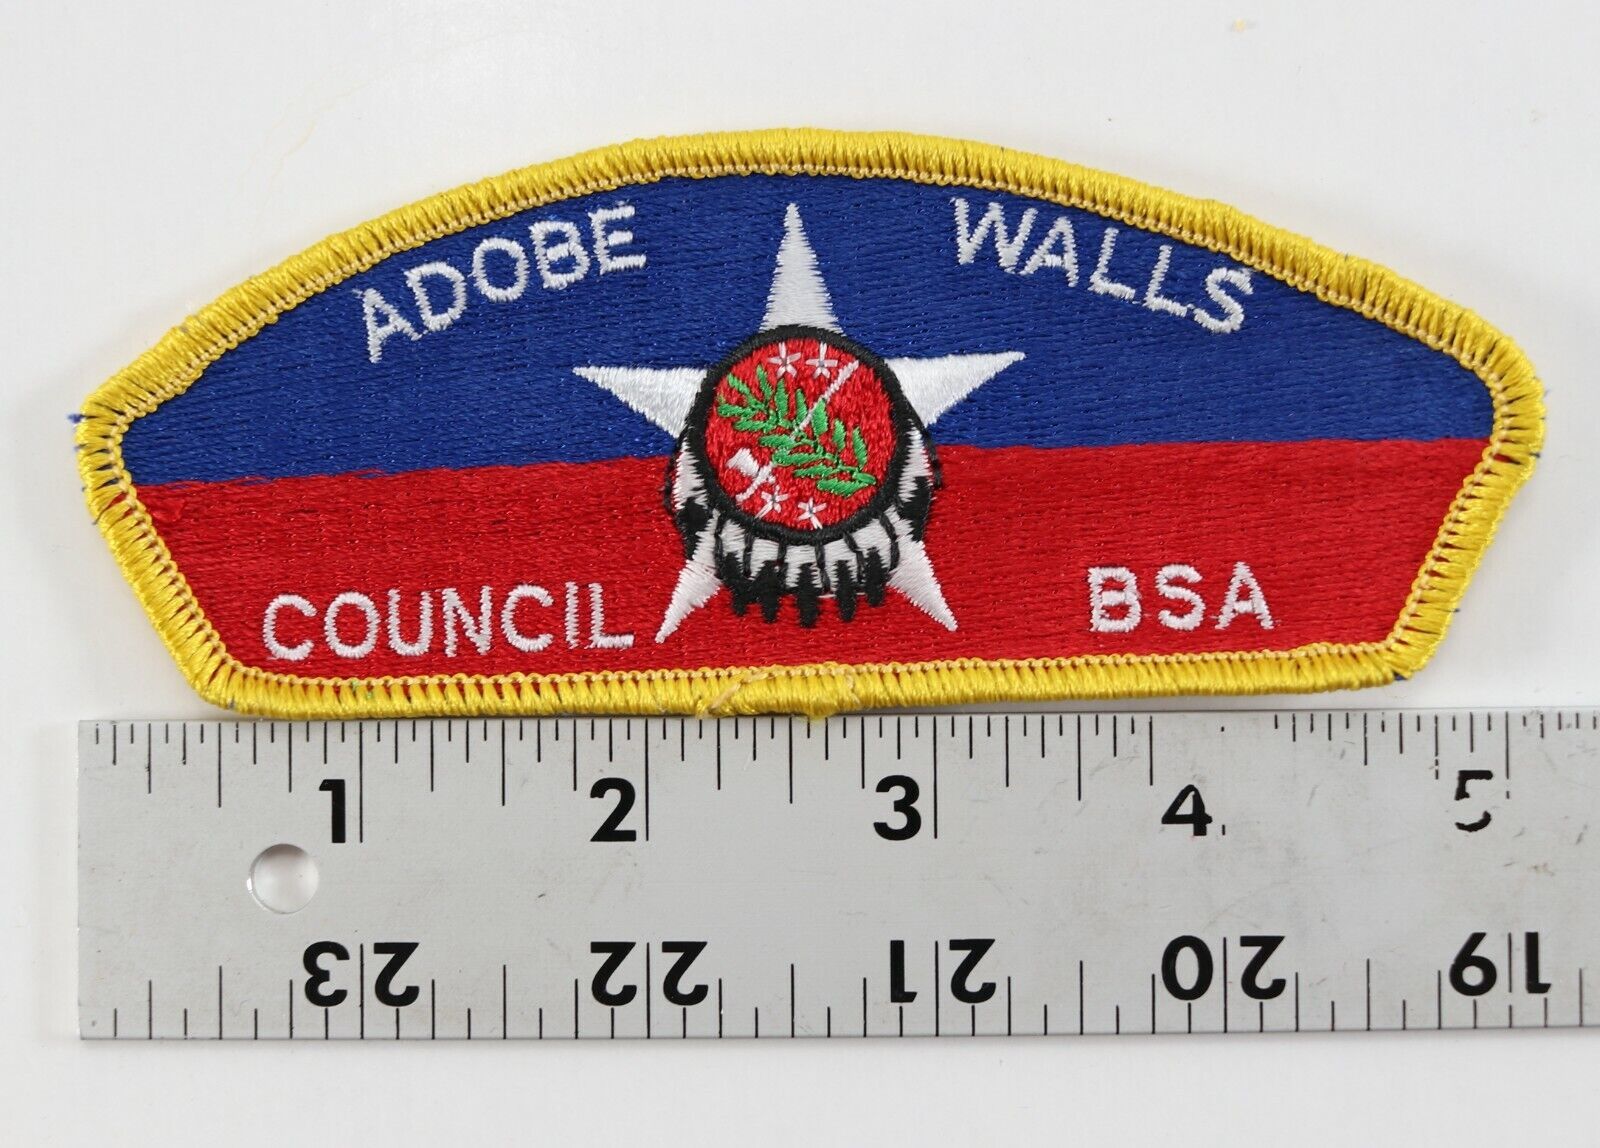 ADOBE WALLS
COUNCIL BSA
1 2 3 4 5
23 22 21 20 19